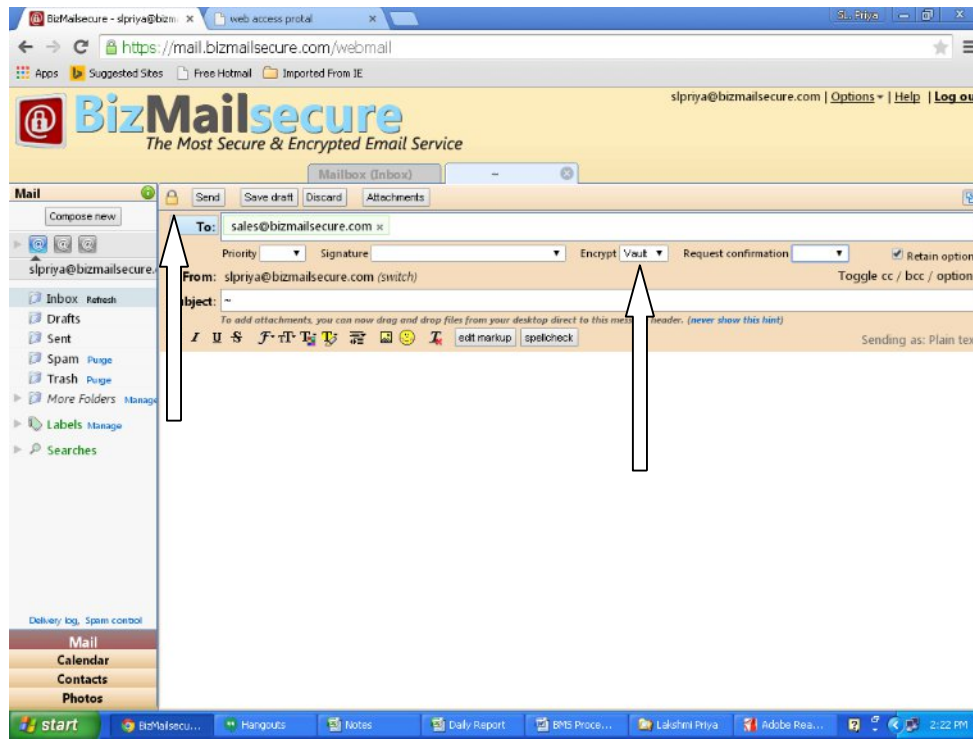 BizMailsecure - slpriya@bizm
web access protal
SL. Priya
https://mail.bizmailsecure.com/webmail
Apps
Suggested Sites
Free Hotmail
Imported From IE
BizMailsecure
The Most Secure & Encrypted Email Service
slpriya@bizmailsecure.com | Options | Help | Log ou
Mailbox (Inbox)
~
Mail
Send
Save draft
Discard
Attachments
Compose new
To: sales@bizmailsecure.com ×
Priority
Signature
Encrypt Vault
Request confirmation
Retain option
slpriya@bizmailsecure.
From: slpriya@bizmailsecure.com (switch)
Toggle cc / bcc / option
Inbox Refresh
bject: ~
To add attachments, you can now drag and drop files from your desktop direct to this mes header. (never show this hint)
Drafts
Sent
I U S F T T T T edit markup spellcheck
Sending as: Plain tex
Spam Purge
Trash Purge
More Folders Manage
Labels Manage
Searches
Delivery log, Spam control
Mail
Calendar
Contacts
Photos
start
BizMailsecu...
Hangouts
Notes
Daily Report
BMS Proce...
Lakshmi Priya
Adobe Rea...
2:22 PM